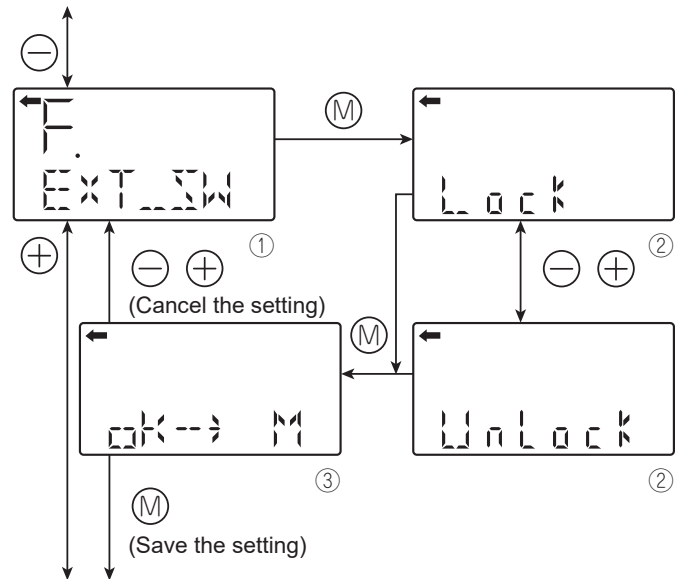 ⊖
F.
Ⓜ
EXT_SW
Lock
⊕
①
②
⊖ ⊕
⊖ ⊕
(Cancel the setting)
Ⓜ
oK--> M
UnLock
③
②
Ⓜ
(Save the setting)